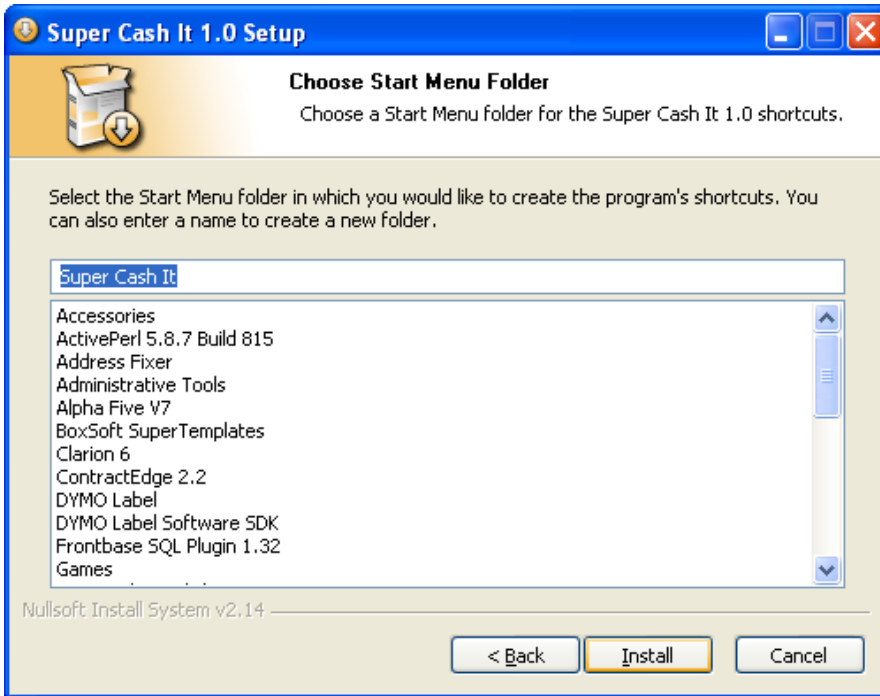 Super Cash It 1.0 Setup
Choose Start Menu Folder
Choose a Start Menu folder for the Super Cash It 1.0 shortcuts.
Select the Start Menu folder in which you would like to create the program's shortcuts. You
can also enter a name to create a new folder.
Super Cash It
Accessories
ActivePerl 5.8.7 Build 815
Address Fixer
Administrative Tools
Alpha Five V7
BoxSoft SuperTemplates
Clarion 6
ContractEdge 2.2
DYMO Label
DYMO Label Software SDK
Frontbase SQL Plugin 1.32
Games
Nullsoft Install System v2.14
< Back Install Cancel